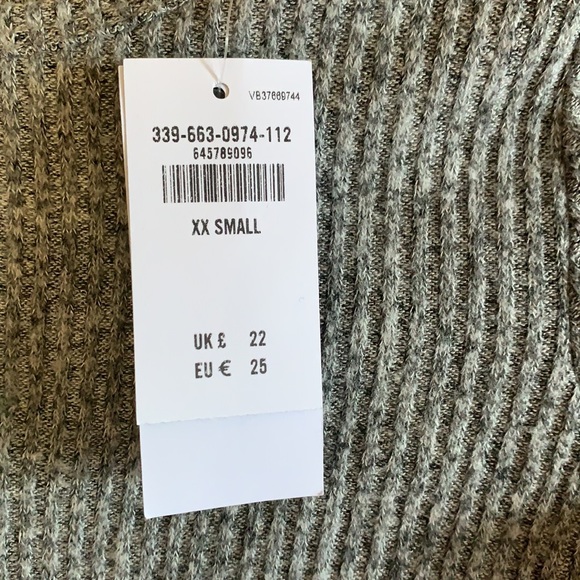 VB37669744
339-663-0974-112
645789096
XX SMALL
UK £ 22
EU € 25